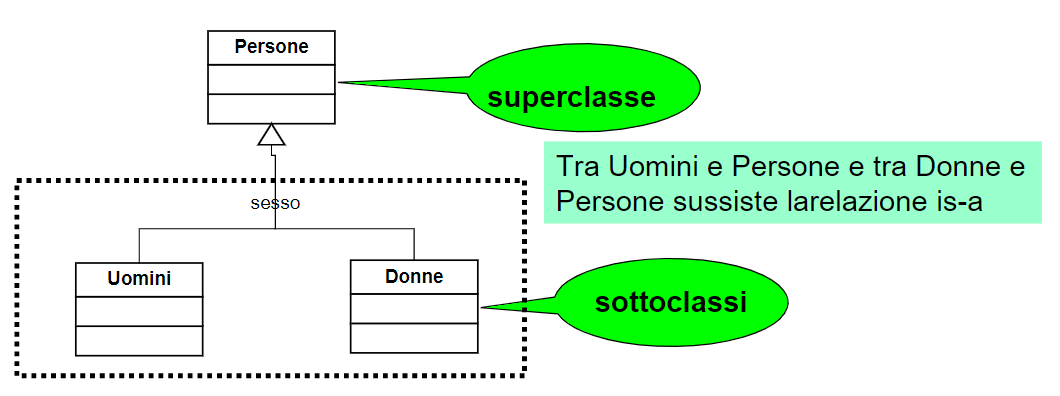 Persone
superclasse
Tra Uomini e Persone e tra Donne e
Persone sussiste larelazione is-a
sesso
Uomini
Donne
sottoclassi